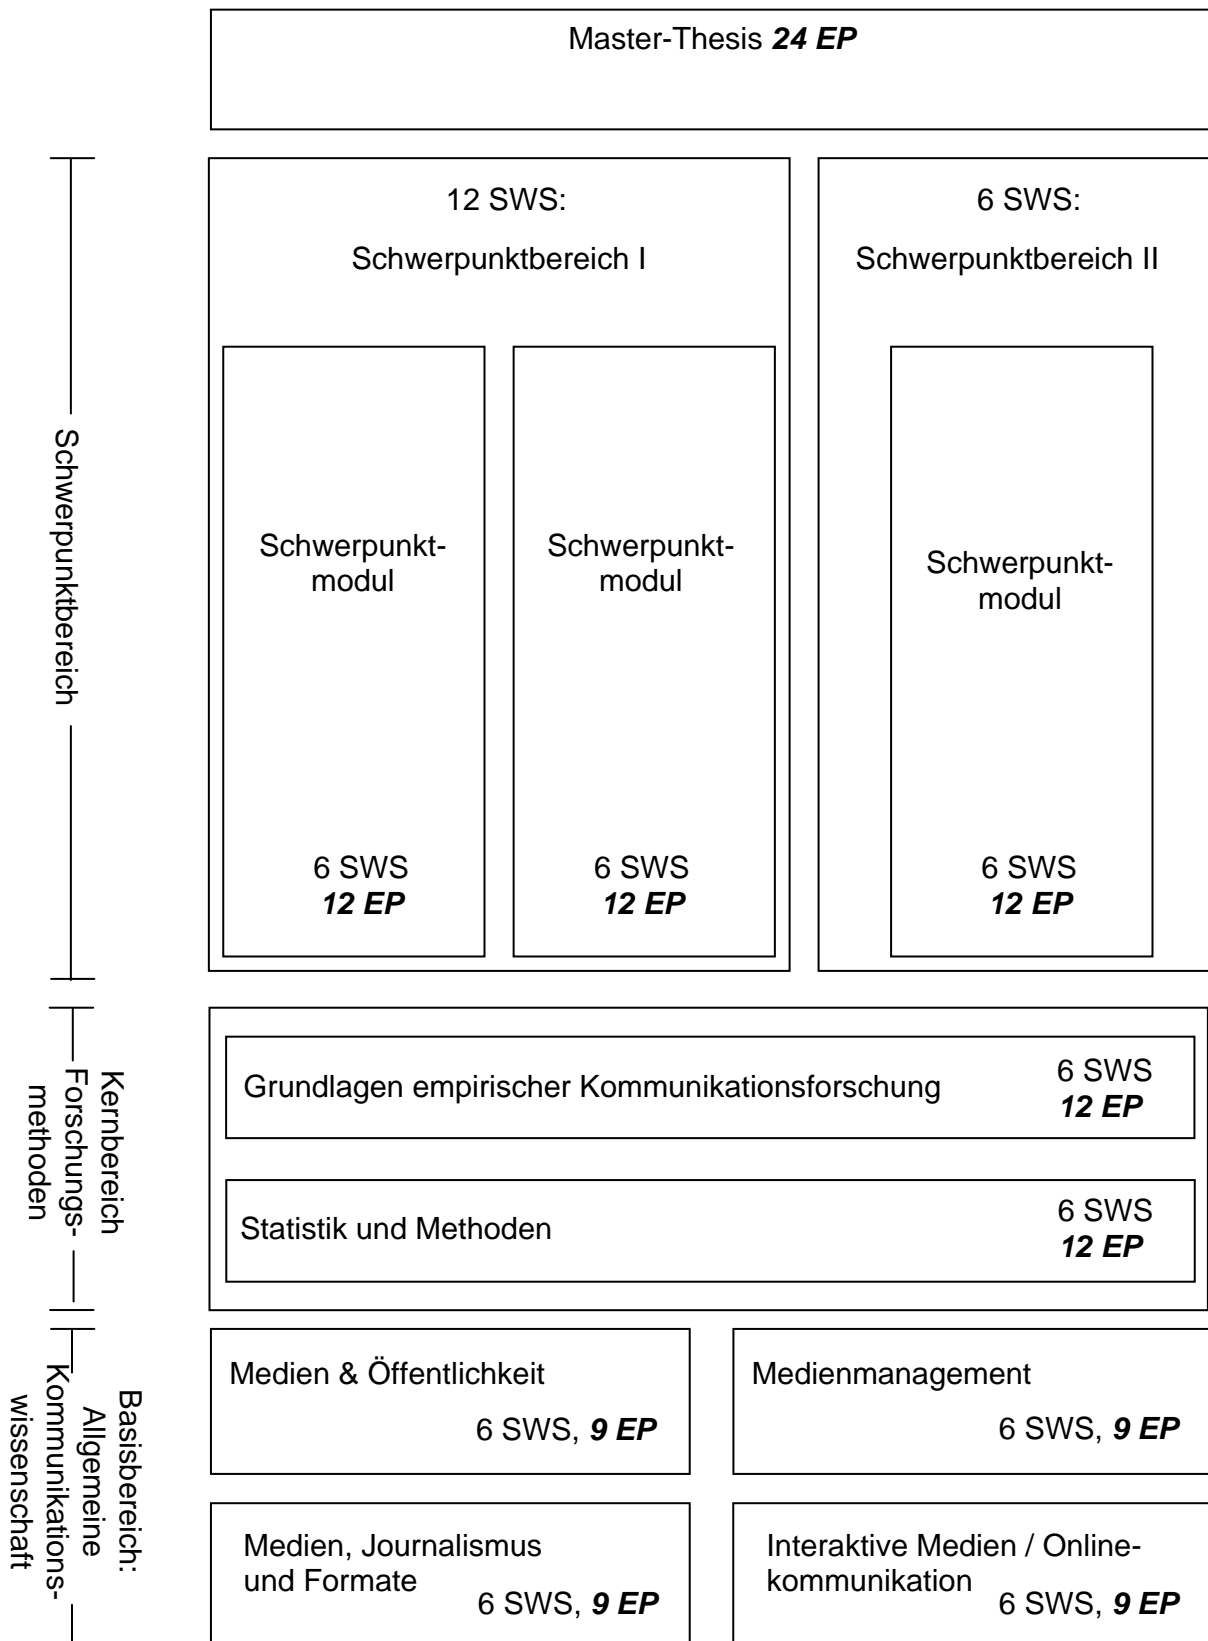 Master-Thesis 24 EP
Schwerpunktbereich
12 SWS:
Schwerpunktbereich I
Schwerpunkt-
modul
6 SWS
12 EP
Schwerpunkt-
modul
6 SWS
12 EP
6 SWS:
Schwerpunktbereich II
Schwerpunkt-
modul
6 SWS
12 EP
Kernbereich
Forschungs-
methoden
Grundlagen empirischer Kommunikationsforschung
6 SWS
12 EP
Statistik und Methoden
6 SWS
12 EP
Basisbereich:
Allgemeine
Kommunikations-
wissenschaft
Medien & Öffentlichkeit
6 SWS, 9 EP
Medienmanagement
6 SWS, 9 EP
Medien, Journalismus
und Formate
6 SWS, 9 EP
Interaktive Medien / Online-
kommunikation
6 SWS, 9 EP